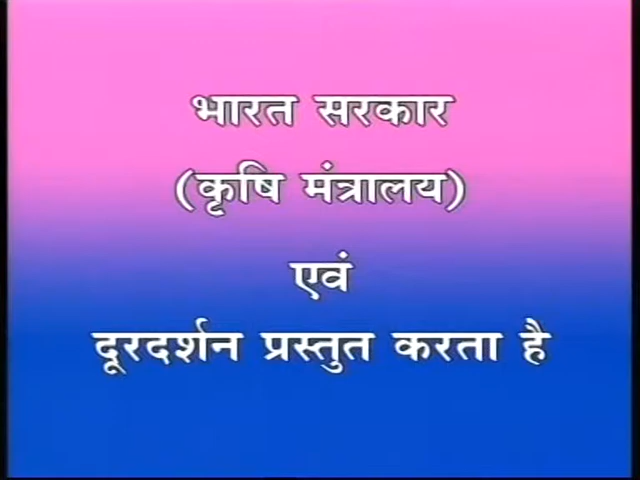 भारत सरकार
(कृषि मंत्रालय)
एवं
दूरदर्शन प्रस्तुत करता है